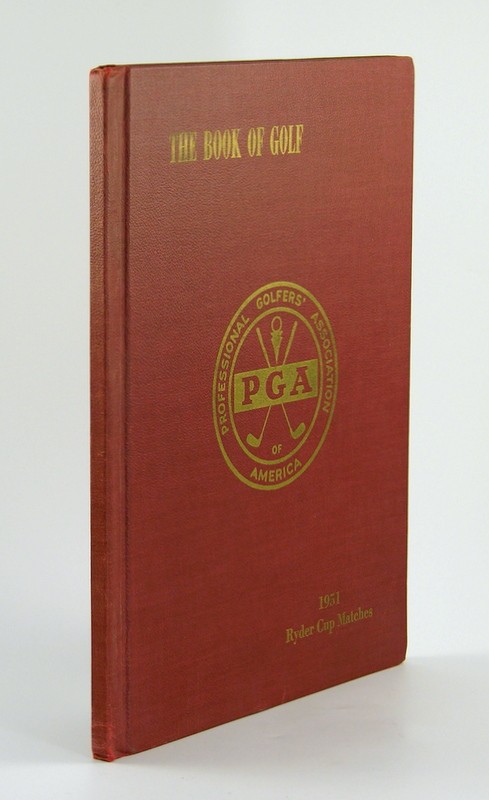 THE BOOK OF GOLF
PROFESSIONAL GOLFERS' ASSOCIATION
PGA
OF
AMERICA
1951
Ryder Cup Matches